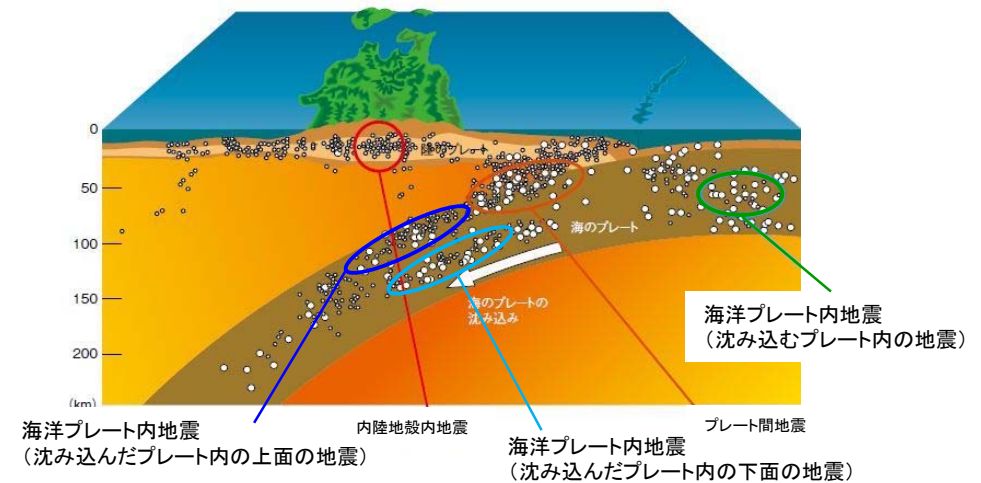 0
50
100
150
200
(km)
陸のプレート
海のプレート
海のプレートの
沈み込み
海洋プレート内地震
（沈み込むプレート内の地震）
海洋プレート内地震
（沈み込んだプレート内の上面の地震）
内陸地殻内地震
プレート間地震
海洋プレート内地震
（沈み込んだプレート内の下面の地震）